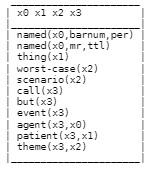 x0 x1 x2 x3
named(x0,barnum,per)
named(x0,mr,ttl)
thing(x1)
worst-case(x2)
scenario(x2)
call(x3)
but(x3)
event(x3)
agent(x3,x0)
patient(x3,x1)
theme(x3,x2)